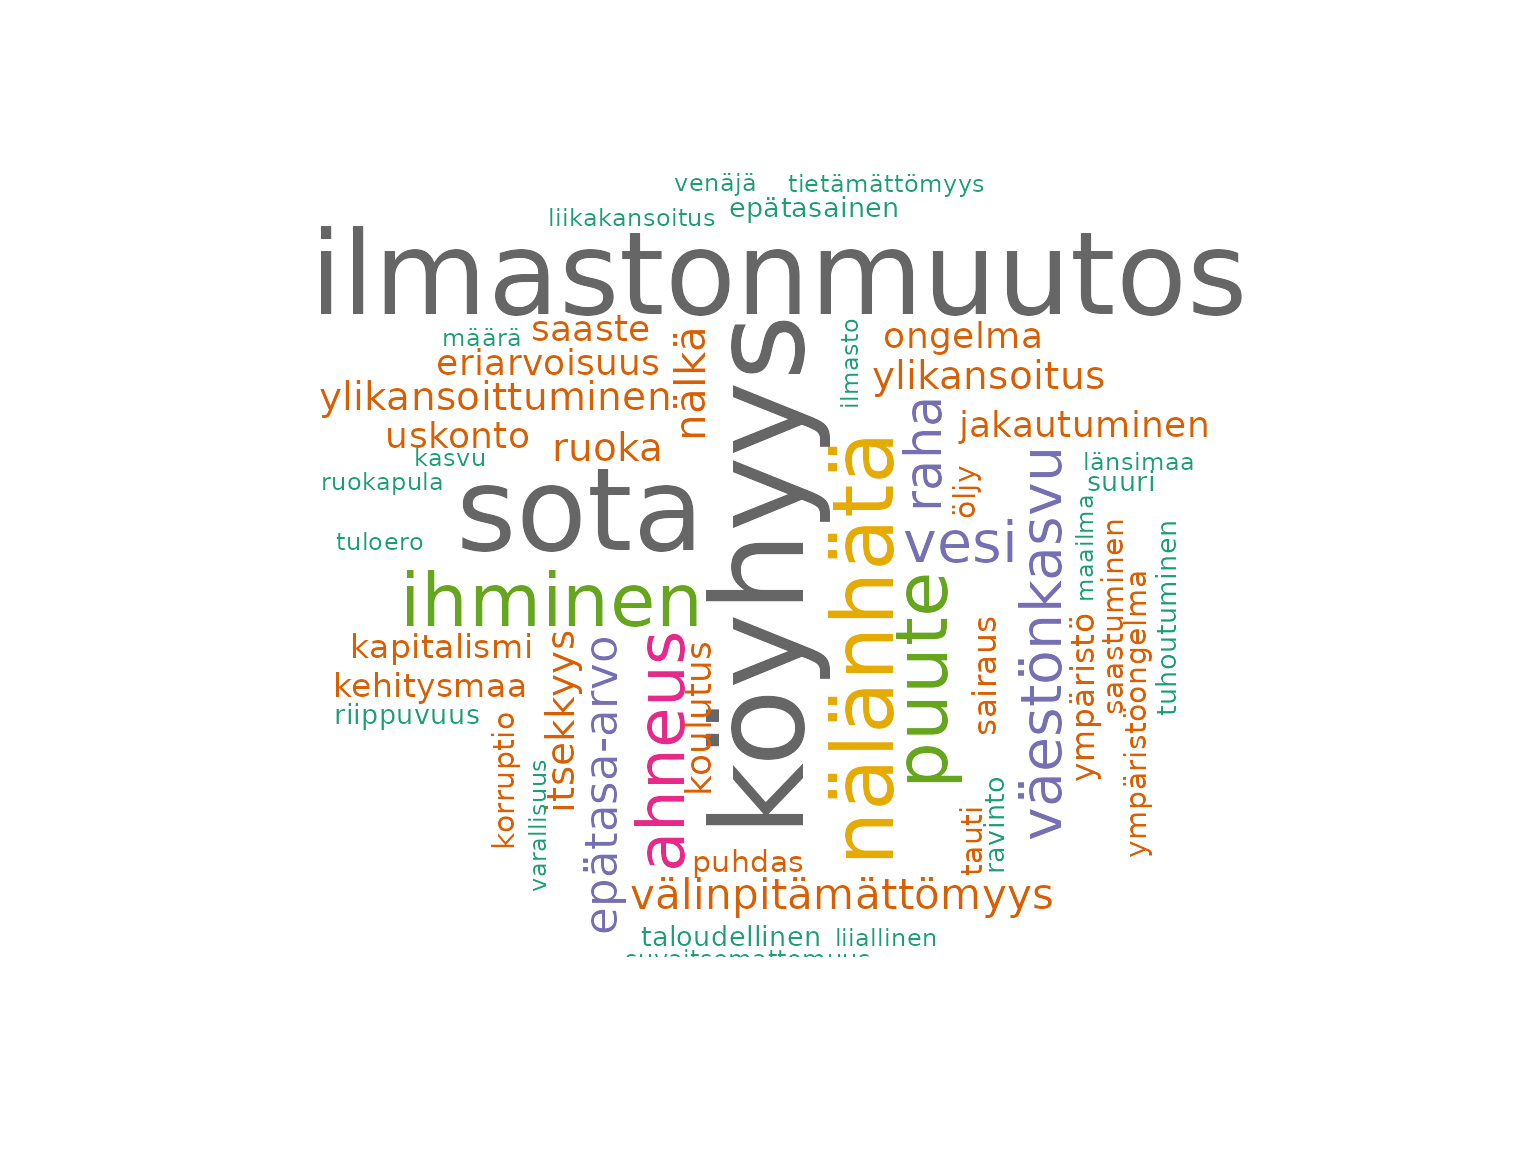 venäjä
tietämättömyys
liikakansoitus
epätasainen
ilmastonmuutos
määrä
saaste
nälkä
köyhyys
ilmasto
ongelma
eriarvoisuus
ylikansoitus
ylikansoittuminen
uskonto
ruoka
raha
jakautuminen
kasvu
ruokapula
sota
nälänhätä
öljy
väestönkasvu
länsimaa
suuri
maailma
tuloero
vesi
saastuminen
tuhoutuminen
ihminen
puute
ympäristöongelma
kapitalismi
itsekkyys
epätasa-arvo
ahneus
koulutus
sairaus
ympäristö
kehitysmaa
riippuvuus
korruptio
varallisuus
tauti
ravinto
puhdas
välinpitämättömyys
taloudellinen
liiallinen